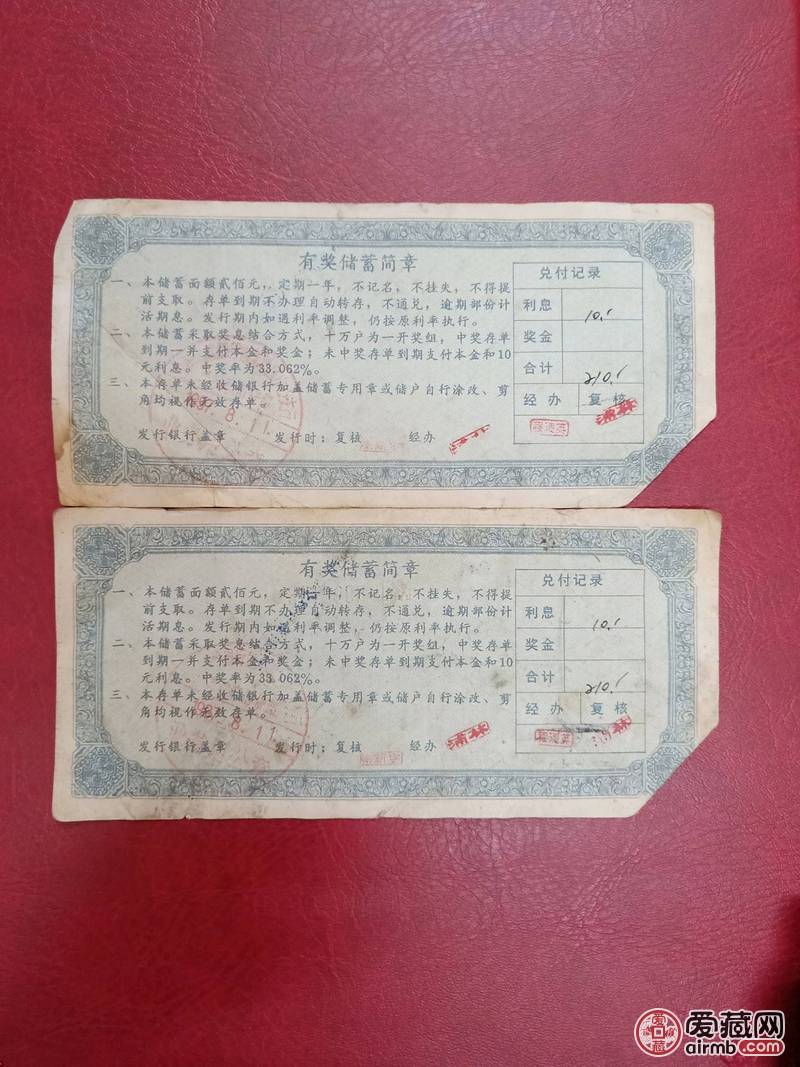 有奖储蓄简章
一、本储蓄面额贰佰元，定期一年，不记名，不挂失，不得提
前支取。存单到期不办理自动转存，不通兑，逾期部份计
活期息。发行期内如遇利率调整，仍按原利率执行。
二、本储蓄采取奖息结合方式，十万户为一开奖组，中奖存单
到期一并支付本金和奖金；未中奖存单到期支付本金和10
元利息。中奖率为33.062%。
三、本存单未经收储银行加盖储蓄专用章或储户自行涂改、剪
角均视作无效存单。
8.11
发行银行盖章 发行时：复核 经办
兑付记录
利息 10.
奖金
合计 210.
经办 复核
有奖储蓄简章
一、本储蓄面额贰佰元，定期一年，不记名，不挂失，不得提
前支取。存单到期不办理自动转存，不通兑，逾期部份计
活期息。发行期内如遇利率调整，仍按原利率执行。
二、本储蓄采取奖息结合方式，十万户为一开奖组，中奖存单
到期一并支付本金和奖金；未中奖存单到期支付本金和10
元利息。中奖率为33.062%。
三、本存单未经收储银行加盖储蓄专用章或储户自行涂改、剪
角均视作无效存单。
8.11
发行银行盖章 发行时：复核 经办
兑付记录
利息 10.
奖金
合计 210.
经办 复核
爱藏网
airmb.com